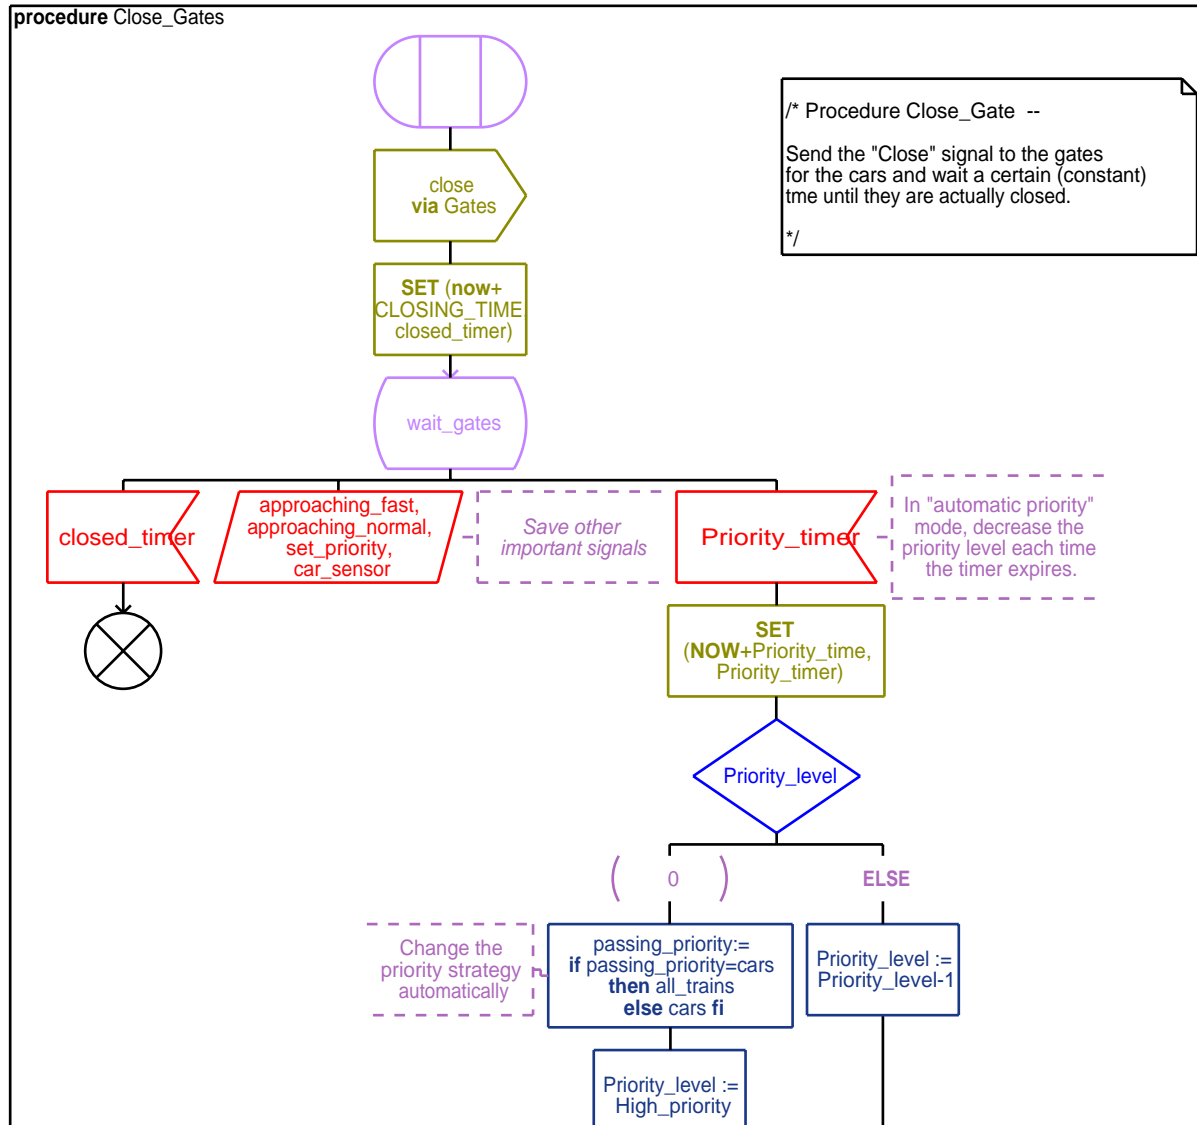 procedure Close_Gates
/* Procedure Close_Gate --
Send the "Close" signal to the gates
for the cars and wait a certain (constant)
tme until they are actually closed.
*/
close
via Gates
SET (now+
CLOSING_TIME
closed_timer)
wait_gates
closed_timer
approaching_fast,
approaching_normal,
set_priority,
car_sensor
Save other
important signals
Priority_timer
In "automatic priority"
mode, decrease the
priority level each time
the timer expires.
SET
(NOW+Priority_time,
Priority_timer)
Priority_level
( 0 )
ELSE
Change the
priority strategy
automatically
passing_priority:=
if passing_priority=cars
then all_trains
else cars fi
Priority_level :=
Priority_level-1
Priority_level :=
High_priority